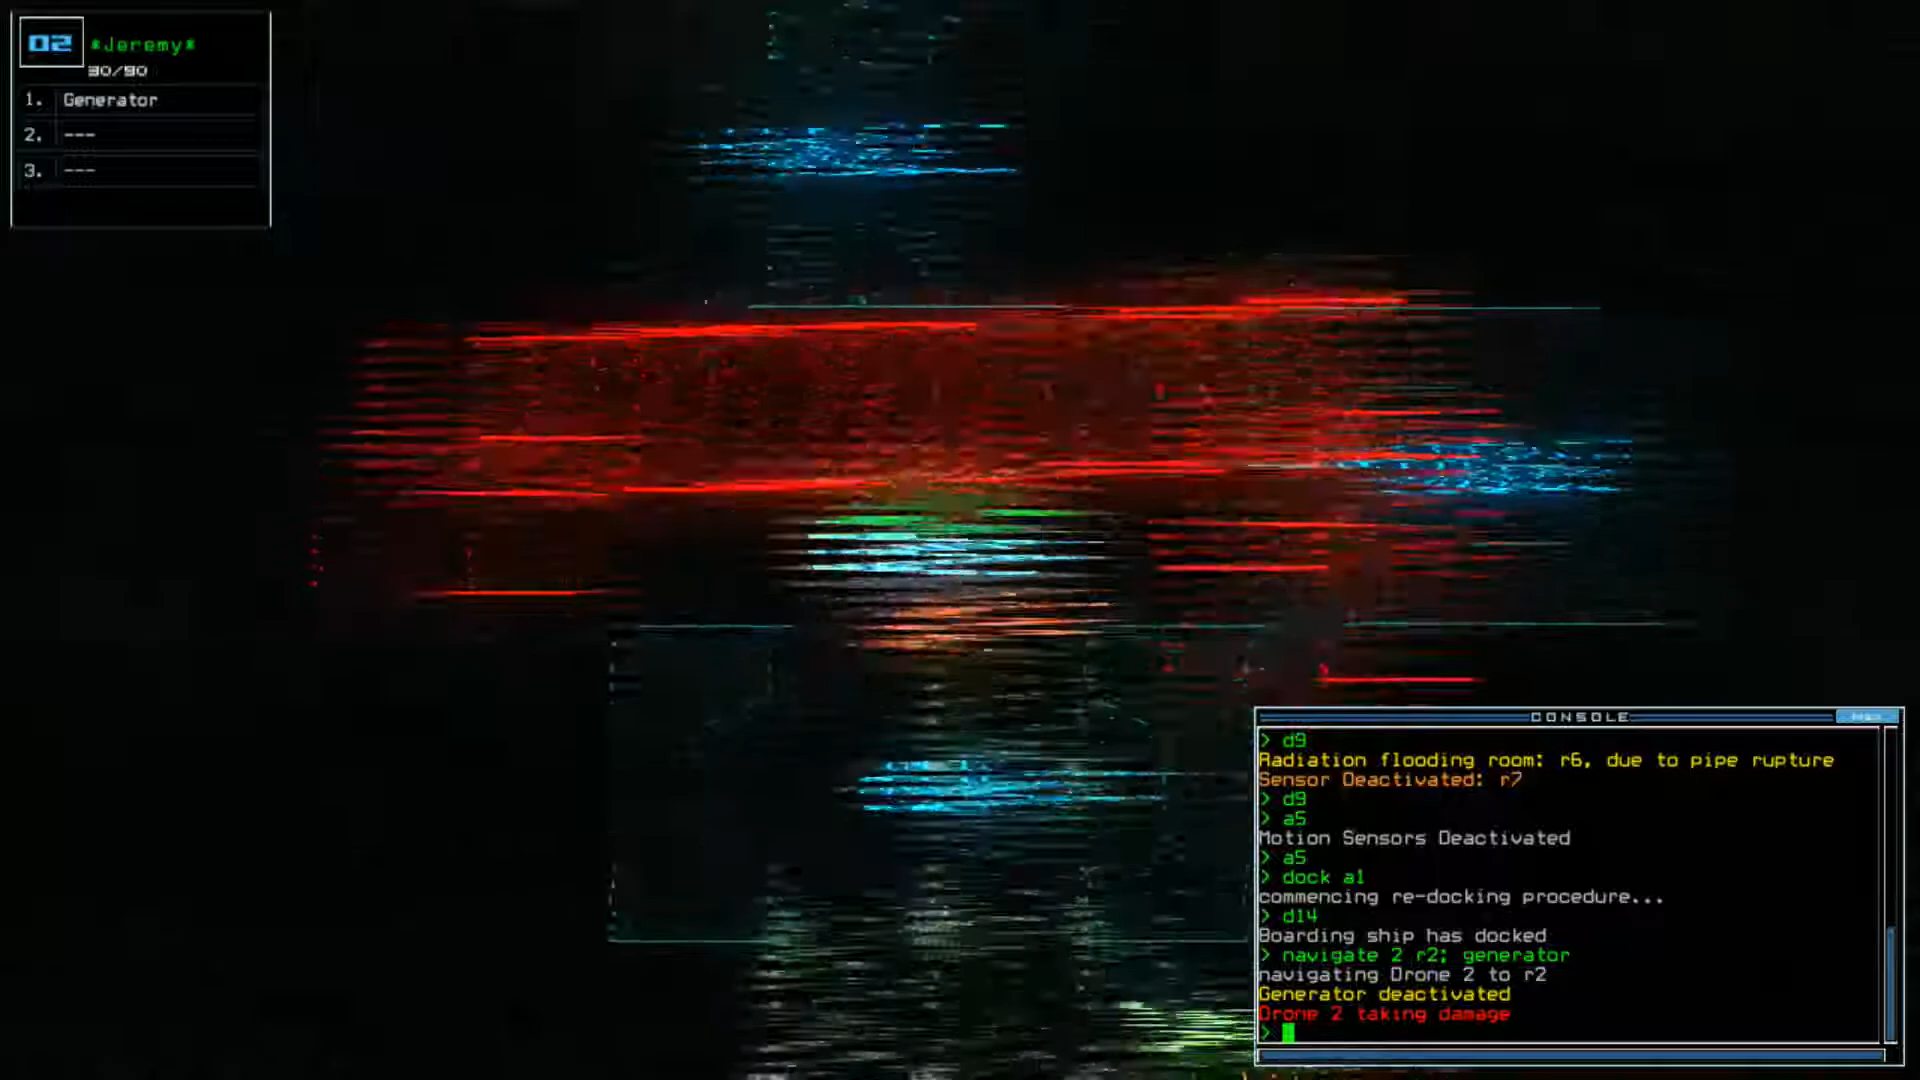 02 *Jeremy*
30/90
1. Generator
2. ---
3. ---
CONSOLE
> d9
Radiation flooding room: r6, due to pipe rupture
Sensor Deactivated: r7
> d9
> a5
Motion Sensors Deactivated
> a5
> dock a1
commencing re-docking procedure...
> d14
Boarding ship has docked
> navigate 2 r2; generator
navigating Drone 2 to r2
Generator deactivated
Drone 2 taking damage
>